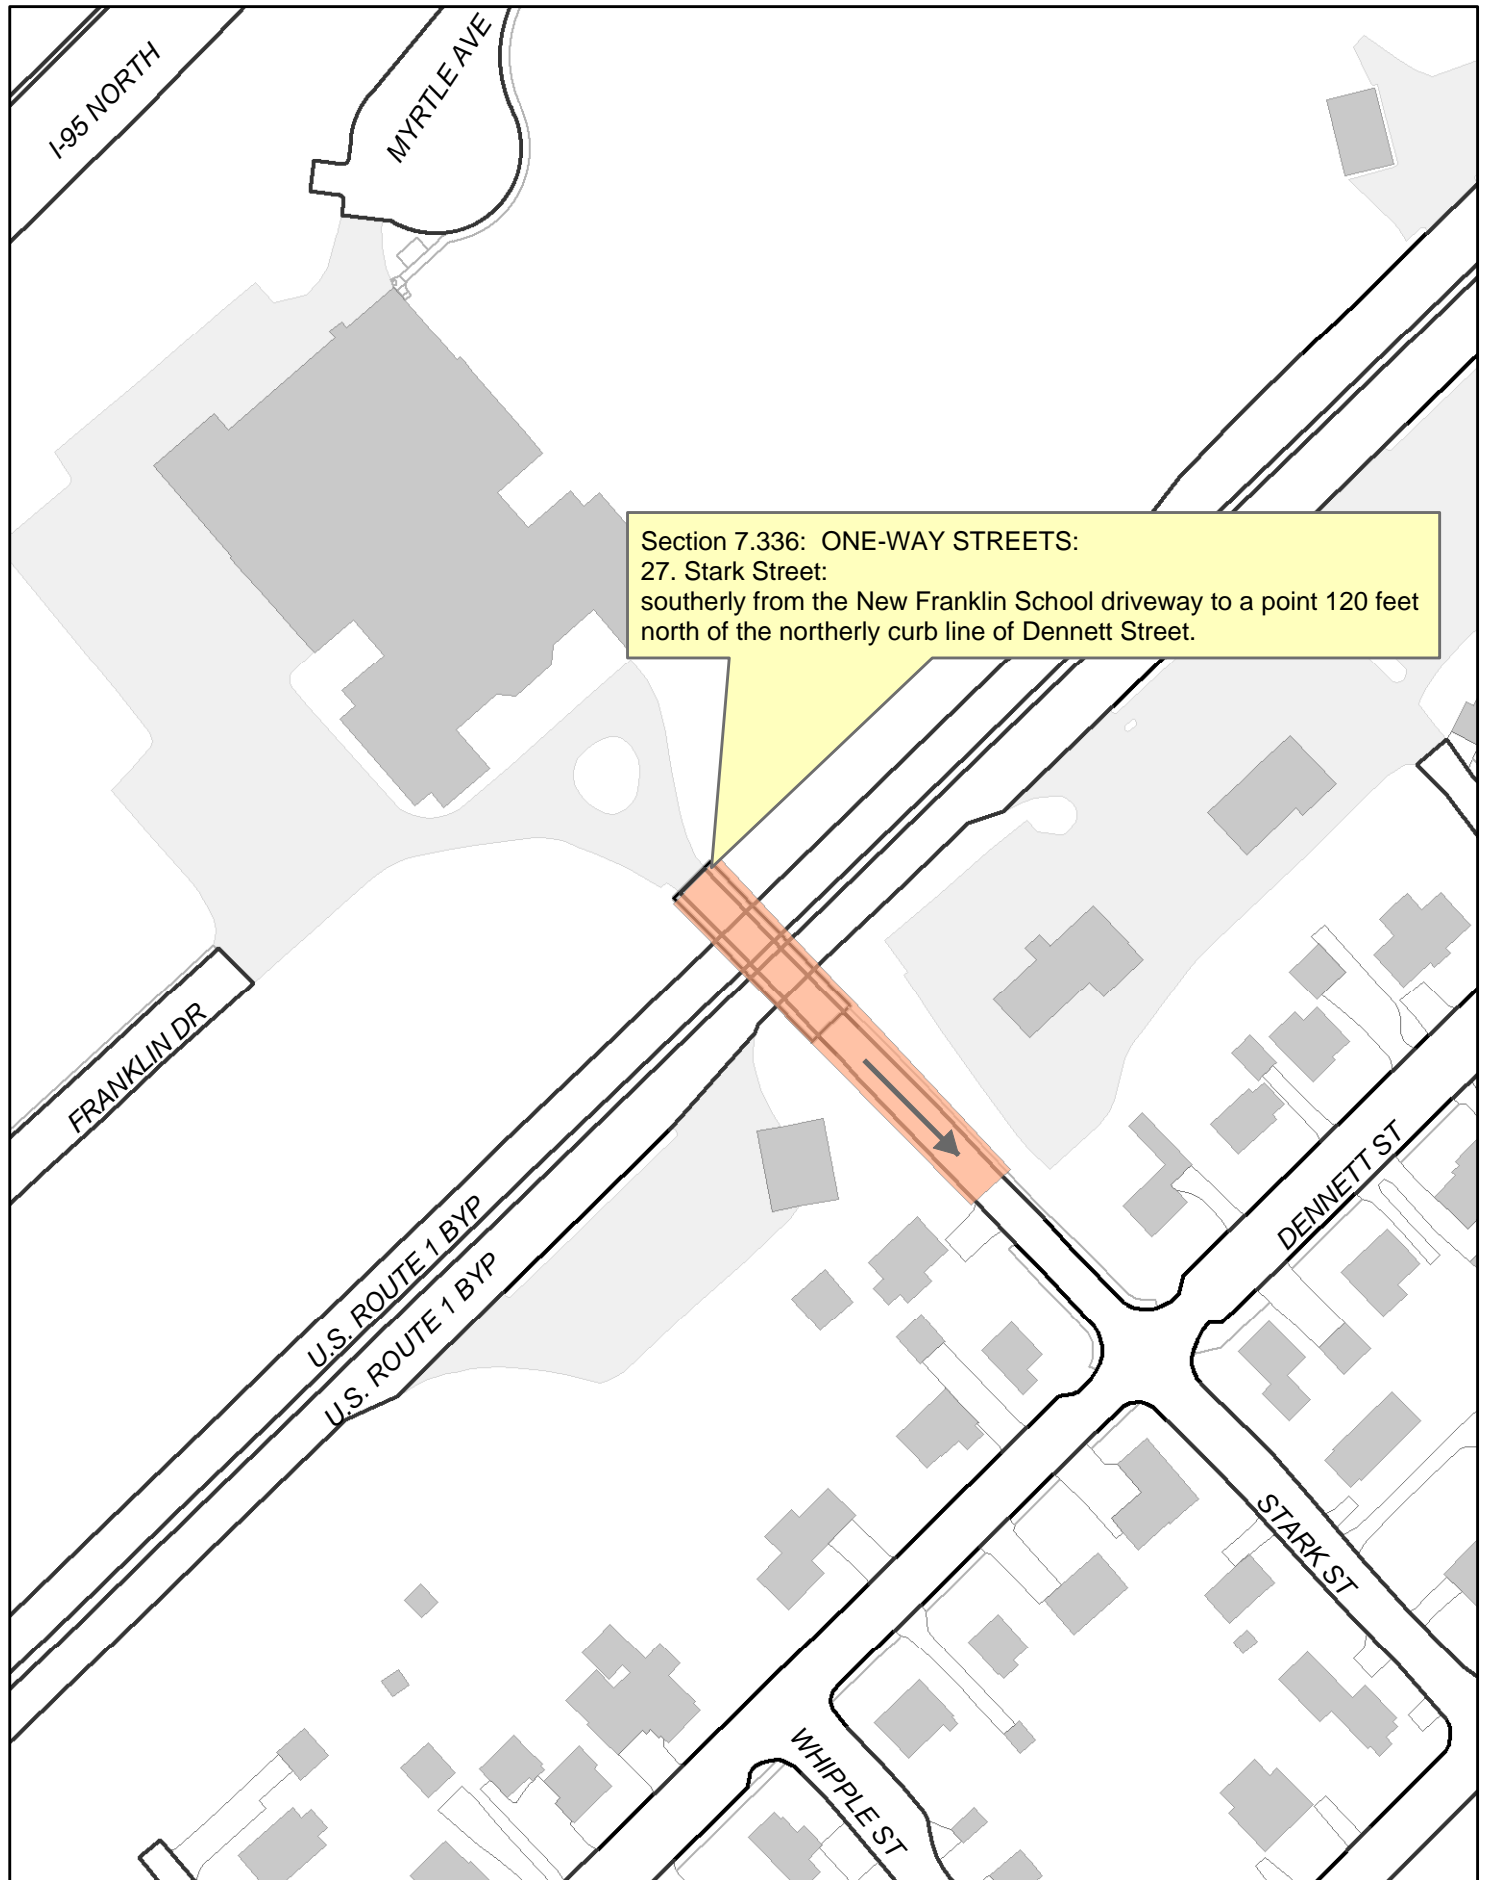 I-95 NORTH
MYRTLE AVE
Section 7.336:  ONE-WAY STREETS:
27. Stark Street:
southerly from the New Franklin School driveway to a point 120 feet
north of the northerly curb line of Dennett Street.
FRANKLIN DR
DENNETT ST
U.S. ROUTE 1 BYP
U.S. ROUTE 1 BYP
STARK ST
WHIPPLE ST